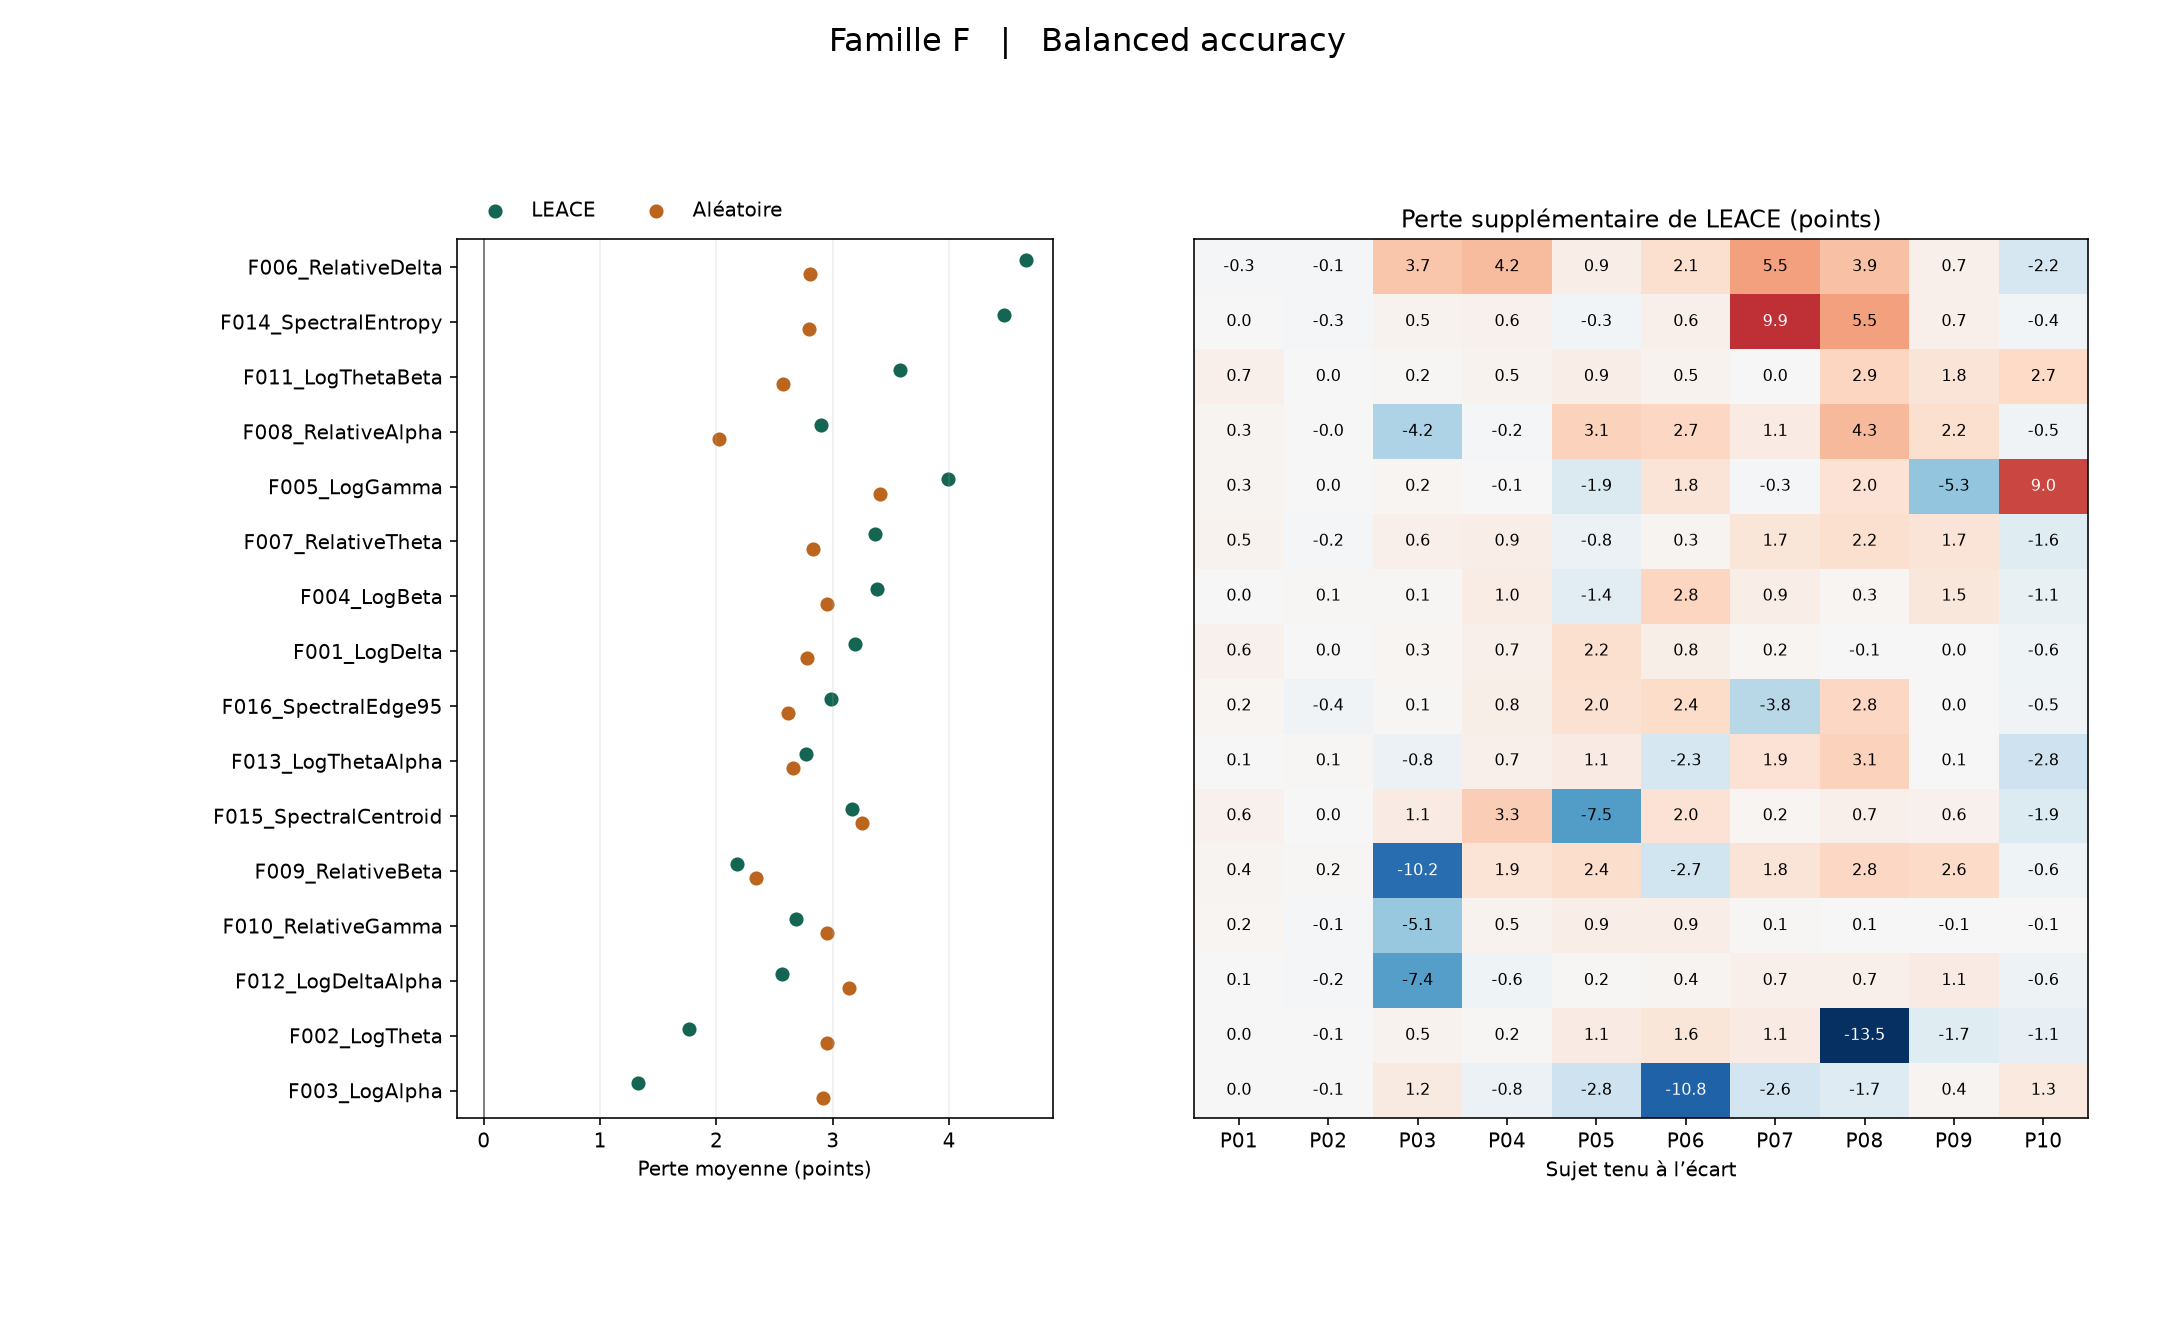 Famille F | Balanced accuracy
LEACE Aléatoire
Perte supplémentaire de LEACE (points)
F006_RelativeDelta
F014_SpectralEntropy
F011_LogThetaBeta
F008_RelativeAlpha
F005_LogGamma
F007_RelativeTheta
F004_LogBeta
F001_LogDelta
F016_SpectralEdge95
F013_LogThetaAlpha
F015_SpectralCentroid
F009_RelativeBeta
F010_RelativeGamma
F012_LogDeltaAlpha
F002_LogTheta
F003_LogAlpha
0 1 2 3 4
Perte moyenne (points)
-0.3 -0.1 3.7 4.2 0.9 2.1 5.5 3.9 0.7 -2.2
0.0 -0.3 0.5 0.6 -0.3 0.6 9.9 5.5 0.7 -0.4
0.7 0.0 0.2 0.5 0.9 0.5 0.0 2.9 1.8 2.7
0.3 -0.0 -4.2 -0.2 3.1 2.7 1.1 4.3 2.2 -0.5
0.3 0.0 0.2 -0.1 -1.9 1.8 -0.3 2.0 -5.3 9.0
0.5 -0.2 0.6 0.9 -0.8 0.3 1.7 2.2 1.7 -1.6
0.0 0.1 0.1 1.0 -1.4 2.8 0.9 0.3 1.5 -1.1
0.6 0.0 0.3 0.7 2.2 0.8 0.2 -0.1 0.0 -0.6
0.2 -0.4 0.1 0.8 2.0 2.4 -3.8 2.8 0.0 -0.5
0.1 0.1 -0.8 0.7 1.1 -2.3 1.9 3.1 0.1 -2.8
0.6 0.0 1.1 3.3 -7.5 2.0 0.2 0.7 0.6 -1.9
0.4 0.2 -10.2 1.9 2.4 -2.7 1.8 2.8 2.6 -0.6
0.2 -0.1 -5.1 0.5 0.9 0.9 0.1 0.1 -0.1 -0.1
0.1 -0.2 -7.4 -0.6 0.2 0.4 0.7 0.7 1.1 -0.6
0.0 -0.1 0.5 0.2 1.1 1.6 1.1 -13.5 -1.7 -1.1
0.0 -0.1 1.2 -0.8 -2.8 -10.8 -2.6 -1.7 0.4 1.3
P01 P02 P03 P04 P05 P06 P07 P08 P09 P10
Sujet tenu à l’écart